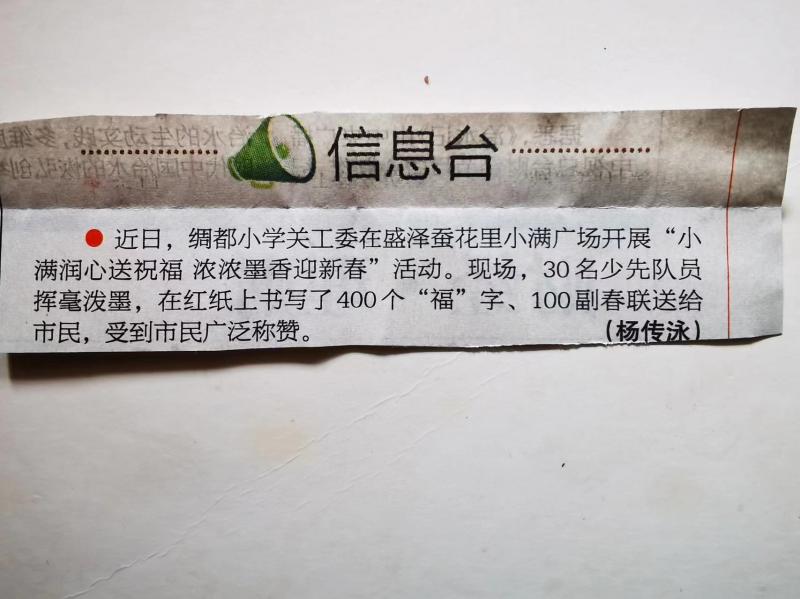 信息台
● 近日，绸都小学关工委在盛泽蚕花里小满广场开展“小
满润心送祝福 浓浓墨香迎新春”活动。现场，30名少先队员
挥毫泼墨，在红纸上书写了400个“福”字、100副春联送给
市民，受到市民广泛称赞。（杨传泳）